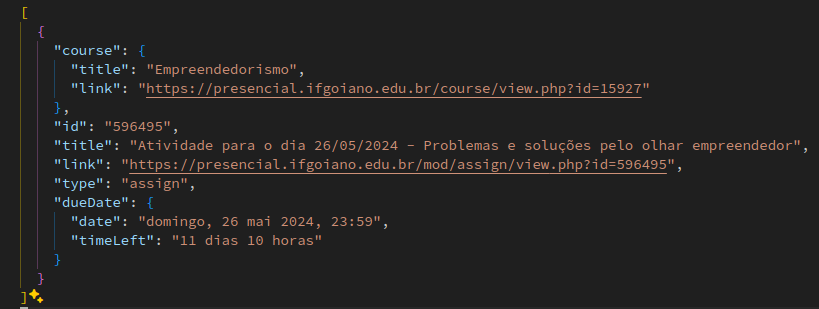 [
{
"course": {
"title": "Empreendedorismo",
"link": "https://presencial.ifgoiano.edu.br/course/view.php?id=15927"
},
"id": "596495",
"title": "Atividade para o dia 26/05/2024 - Problemas e soluções pelo olhar empreendedor",
"link": "https://presencial.ifgoiano.edu.br/mod/assign/view.php?id=596495",
"type": "assign",
"dueDate": {
"date": "domingo, 26 mai 2024, 23:59",
"timeLeft": "11 dias 10 horas"
}
}
]